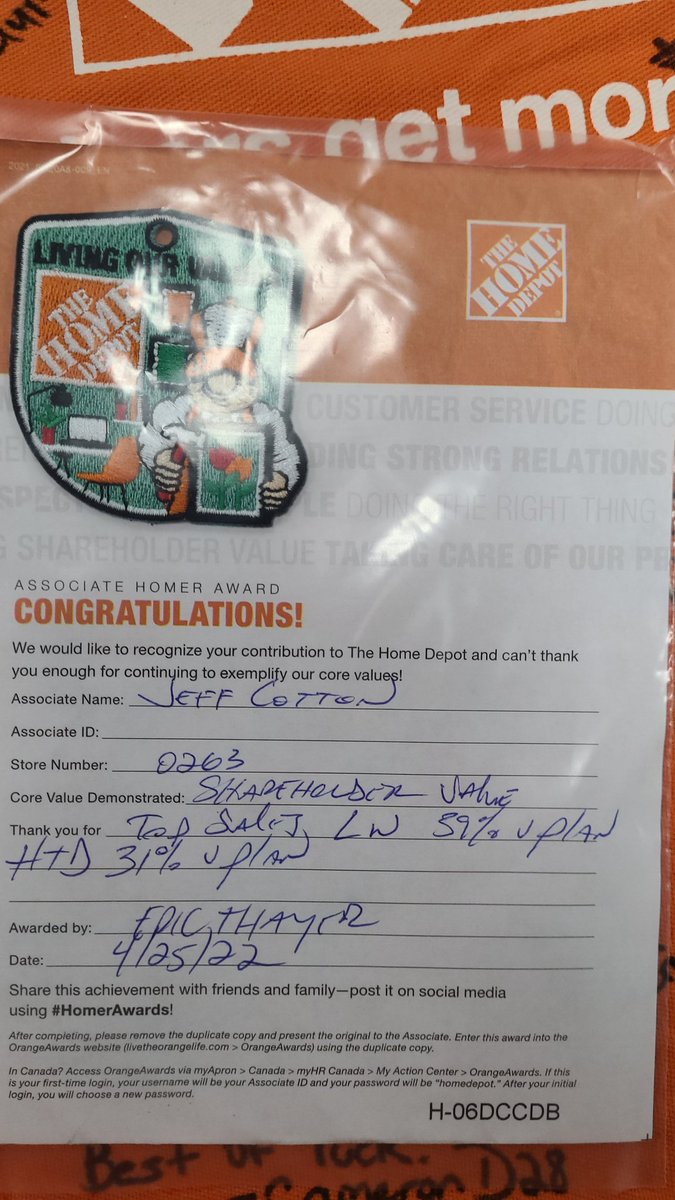 get mor
LIVING OUR VAL
THE
HOME
DEPOT
THE
HOME
DEPOT
CUSTOMER SERVICE DOING
DING STRONG RELATIONS
SPEC PLE DOING THE RIGHT THING
G SHAREHOLDER VALUE TAKING CARE OF OUR PE
ASSOCIATE HOMER AWARD
CONGRATULATIONS!
We would like to recognize your contribution to The Home Depot and can't thank
you enough for continuing to exemplify our core values!
Associate Name: JEFF COTTON
Associate ID:
Store Number: 0263
Core Value Demonstrated: SHAREHOLDER VALUE
Thank you for TOP SALES, LW 59% v PLAN
HTD 31% v PLAN
Awarded by: ERIC THAYER
Date: 4/25/22
Share this achievement with friends and family—post it on social media
using #HomerAwards!
After completing, please remove the duplicate copy and present the original to the Associate. Enter this award into the
OrangeAwards website (livetheorangelife.com > OrangeAwards) using the duplicate copy.
In Canada? Access OrangeAwards via myApron > Canada > myHR Canada > My Action Center > OrangeAwards. If this
is your first-time login, your username will be your Associate ID and your password will be "homedepot." After your initial
login, you will choose a new password.
H-06DCCDB
Best of luck.
-Cameron D28